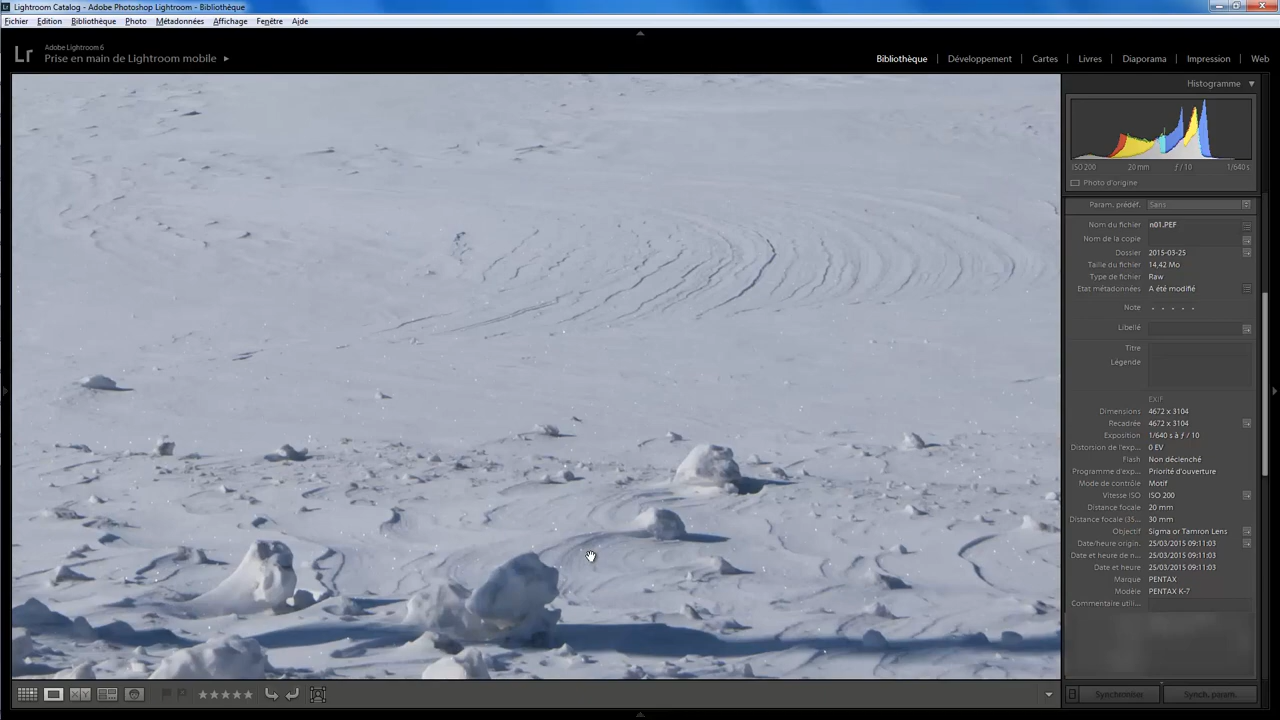 Lightroom Catalog - Adobe Photoshop Lightroom - Bibliothèque
Fichier Edition Bibliothèque Photo Métadonnées Affichage Fenêtre Aide
Lr
Adobe Lightroom 6
Prise en main de Lightroom mobile
Bibliothèque | Développement | Cartes | Livres | Diaporama | Impression | Web
Histogramme
ISO 200 20 mm ƒ / 10 1/640 s
Photo d'origine
Param. prédéf. Sans
Nom du fichier n01.PEF
Nom de la copie
Dossier 2015-03-25
Taille du fichier 14,42 Mo
Type de fichier Raw
Etat métadonnées A été modifié
Note
Libellé
Titre
Légende
EXIF
Dimensions 4672 x 3104
Recadrée 4672 x 3104
Exposition 1/640 s à ƒ / 10
Distorsion de l'exp... 0 EV
Flash Non déclenché
Programme d'exp... Priorité d'ouverture
Mode de contrôle Motif
Vitesse ISO ISO 200
Distance focale 20 mm
Distance focale (35... 30 mm
Objectif Sigma or Tamron Lens
Date/heure origin. 25/03/2015 09:11:03
Date et heure de n... 25/03/2015 09:11:03
Date et heure 25/03/2015 09:11:03
Marque PENTAX
Modèle PENTAX K-7
Commentaire utili...
XY
Synchroniser Synch. param.